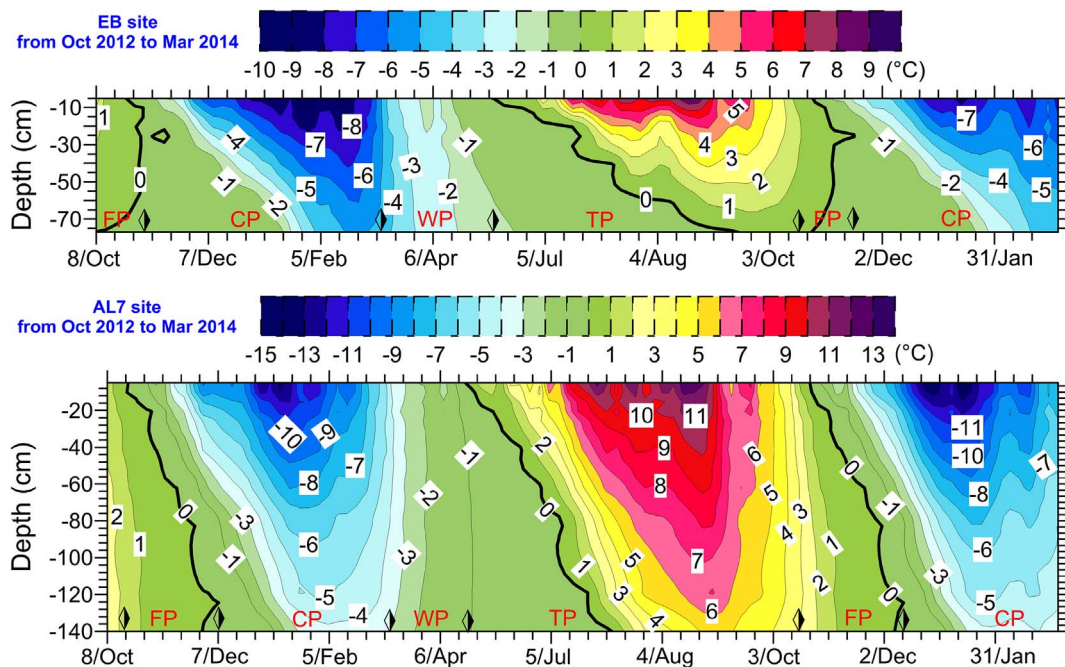 EB site
from Oct 2012 to Mar 2014
-10 -9 -8 -7 -6 -5 -4 -3 -2 -1 0 1 2 3 4 5 6 7 8 9 (°C)
Depth (cm)
-10
-30
-50
-70
1 0 -1 -4 -2 -5 -7 -8 -6 -4 -3 -2 -1 0 1 2 3 4 5 0 -1 -2 -7 -4 -6 -5
FP CP WP TP FP CP
8/Oct 7/Dec 5/Feb 6/Apr 5/Jul 4/Aug 3/Oct 2/Dec 31/Jan
AL7 site
from Oct 2012 to Mar 2014
-15 -13 -11 -9 -7 -5 -3 -1 1 3 5 7 9 11 13 (°C)
Depth (cm)
-20
-40
-60
-80
-100
-120
-140
2 1 0 -1 -3 -10 -9 -8 -7 -6 -5 -4 -3 -2 -1 0 1 2 3 5 4 10 11 9 8 7 6 6 5 4 3 2 1 0 0 -1 -3 -11 -10 -8 -7 -6 -5
FP CP WP TP FP CP
8/Oct 7/Dec 5/Feb 6/Apr 5/Jul 4/Aug 3/Oct 2/Dec 31/Jan